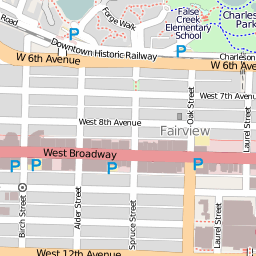 Road
Forge Walk
False
Creek
Elementary
School
Charleson
Park
Downtown Historic Railway
Charleson
W 6th Avenue
W 6th Avenue
West 7th
Oak Street
Laurel Street
West 8th Avenue
Fairview
West Broadway
P
P
P
P
P
Birch Street
Alder Street
Spruce Street
Laurel Street
West 12th Avenue